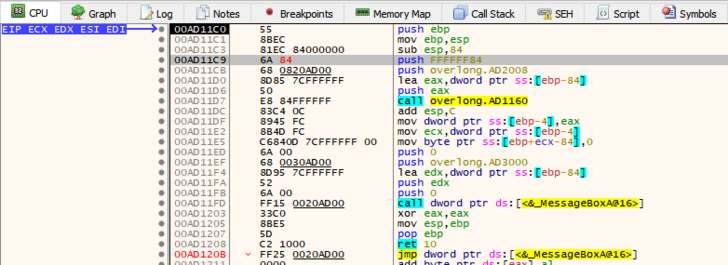 CPU Graph Log Notes Breakpoints Memory Map Call Stack SEH Script Symbols
EIP ECX EDX ESI EDI 00AD11C0 55 push ebp
00AD11C1 8BEC mov ebp,esp
00AD11C3 81EC 84000000 sub esp,84
00AD11C9 6A 84 push FFFFFF84
00AD11CB 68 0820AD00 push overlong.AD2008
00AD11D0 8D85 7CFFFFFF lea eax,dword ptr ss:[ebp-84]
00AD11D6 50 push eax
00AD11D7 E8 84FFFFFF call overlong.AD1160
00AD11DC 83C4 0C add esp,C
00AD11DF 8945 FC mov dword ptr ss:[ebp-4],eax
00AD11E2 8B4D FC mov ecx,dword ptr ss:[ebp-4]
00AD11E5 C6840D 7CFFFFFF 00 mov byte ptr ss:[ebp+ecx-84],0
00AD11ED 6A 00 push 0
00AD11EF 68 0030AD00 push overlong.AD3000
00AD11F4 8D95 7CFFFFFF lea edx,dword ptr ss:[ebp-84]
00AD11FA 52 push edx
00AD11FB 6A 00 push 0
00AD11FD FF15 0020AD00 call dword ptr ds:[<&_MessageBoxA@16>]
00AD1203 33C0 xor eax,eax
00AD1205 8BE5 mov esp,ebp
00AD1207 5D pop ebp
00AD1208 C2 1000 ret 10
00AD120B FF25 0020AD00 jmp dword ptr ds:[<&_MessageBoxA@16>]
00AD1211 0000 add byte ptr ds:[eax],al